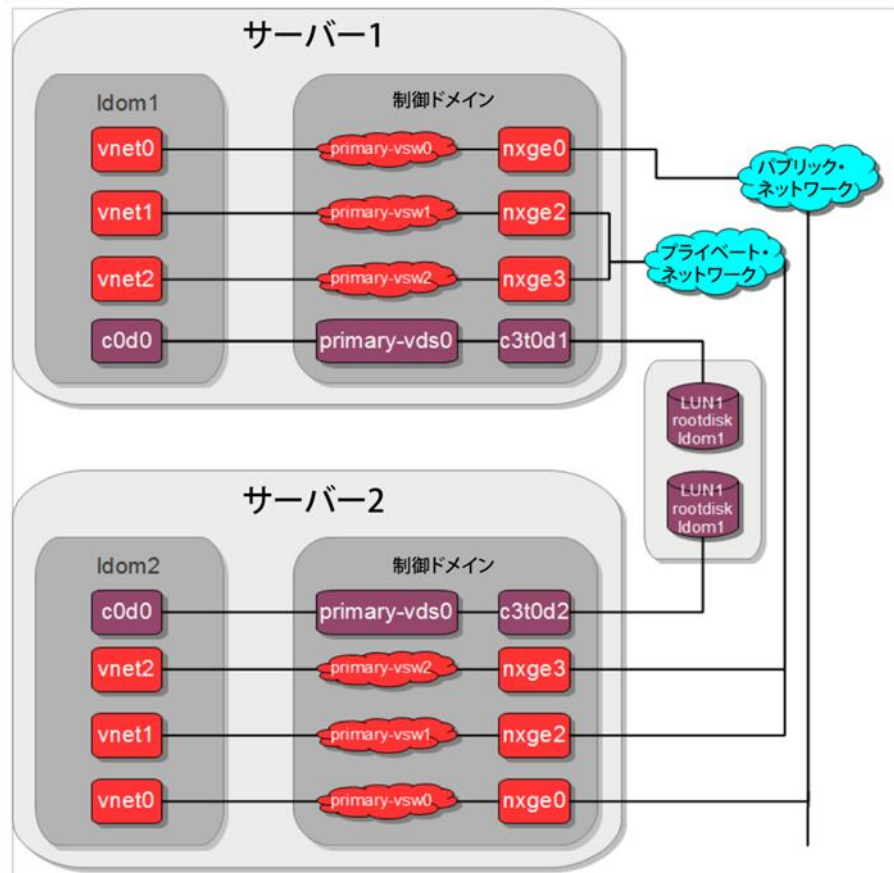 サーバー1
ldom1
制御ドメイン
vnet0
primary-vsw0
nxge0
パブリック・
ネットワーク
vnet1
primary-vsw1
nxge2
プライベート・
ネットワーク
vnet2
primary-vsw2
nxge3
c0d0
primary-vds0
c3t0d1
LUN1
rootdisk
ldom1
LUN1
rootdisk
ldom1
サーバー2
ldom2
制御ドメイン
c0d0
primary-vds0
c3t0d2
vnet2
primary-vsw2
nxge3
vnet1
primary-vsw1
nxge2
vnet0
primary-vsw0
nxge0